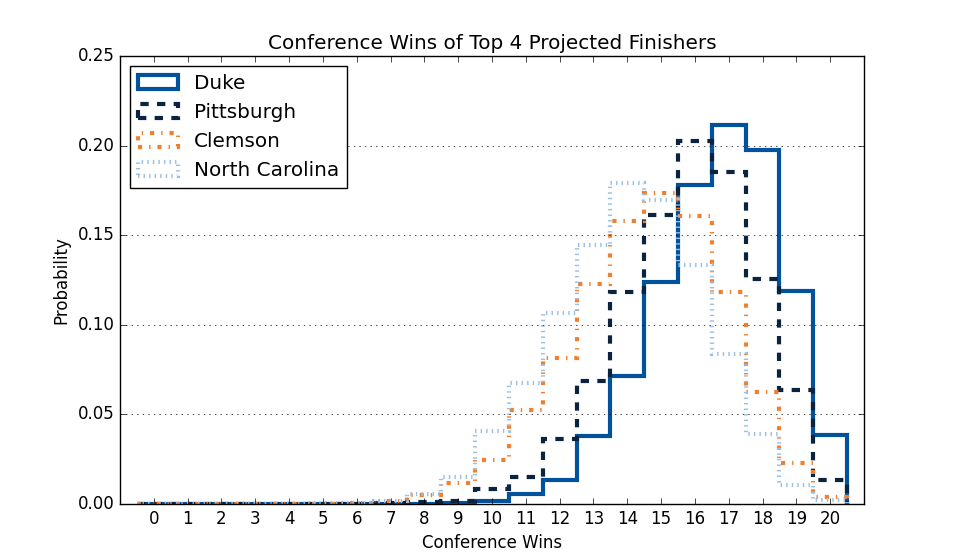 Conference Wins of Top 4 Projected Finishers
0.25
0.20
0.15
0.10
0.05
0.00
Probability
Duke
Pittsburgh
Clemson
North Carolina
0 1 2 3 4 5 6 7 8 9 10 11 12 13 14 15 16 17 18 19 20
Conference Wins